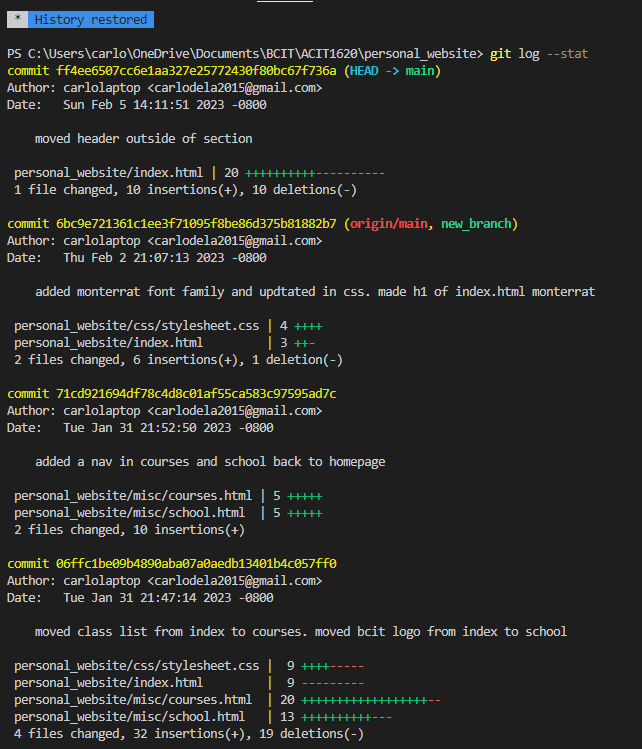 * History restored
PS C:\Users\carlo\OneDrive\Documents\BCIT\ACIT1620\personal_website> git log --stat
commit ff4ee6507cc6e1aa327e25772430f80bc67f736a (HEAD -> main)
Author: carlolaptop <carlodela2015@gmail.com>
Date:   Sun Feb 5 14:11:51 2023 -0800
    moved header outside of section
 personal_website/index.html | 20 ++++++++++----------
 1 file changed, 10 insertions(+), 10 deletions(-)
commit 6bc9e721361c1ee3f71095f8be86d375b81882b7 (origin/main, new_branch)
Author: carlolaptop <carlodela2015@gmail.com>
Date:   Thu Feb 2 21:07:13 2023 -0800
    added monterrat font family and updtated in css. made h1 of index.html monterrat
 personal_website/css/stylesheet.css | 4 ++++
 personal_website/index.html         | 3 ++-
 2 files changed, 6 insertions(+), 1 deletion(-)
commit 71cd921694df78c4d8c01af55ca583c97595ad7c
Author: carlolaptop <carlodela2015@gmail.com>
Date:   Tue Jan 31 21:52:50 2023 -0800
    added a nav in courses and school back to homepage
 personal_website/misc/courses.html | 5 +++++
 personal_website/misc/school.html  | 5 +++++
 2 files changed, 10 insertions(+)
commit 06ffc1be09b4890aba07a0aedb13401b4c057ff0
Author: carlolaptop <carlodela2015@gmail.com>
Date:   Tue Jan 31 21:47:14 2023 -0800
    moved class list from index to courses. moved bcit logo from index to school
 personal_website/css/stylesheet.css |  9 ++++-----
 personal_website/index.html         |  9 ---------
 personal_website/misc/courses.html  | 20 ++++++++++++++++++--
 personal_website/misc/school.html   | 13 ++++++++++---
 4 files changed, 32 insertions(+), 19 deletions(-)